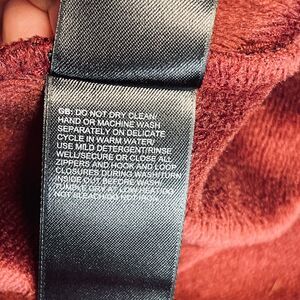 GB: DO NOT DRY CLEAN/
HAND OR MACHINE WASH
SEPARATELY ON DELICATE
CYCLE IN WARM WATER/
USE MILD DETERGENT/RINSE
WELL/SECURE OR CLOSE ALL
ZIPPERS AND HOOK AND LOOP
CLOSURES DURING WASH/TURN
INSIDE OUT BEFORE WASH/
TUMBLE DRY ON LOW HEAT/DO
NOT BLEACH/DO NOT IRON.